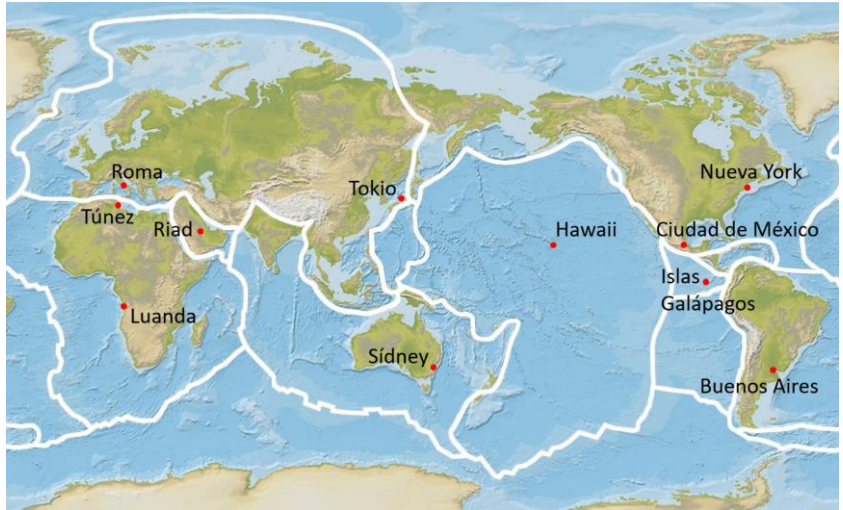 Roma
Túnez
Riad
Luanda
Tokio
Sídney
Hawaii
Nueva York
Ciudad de México
Islas
Galápagos
Buenos Aires